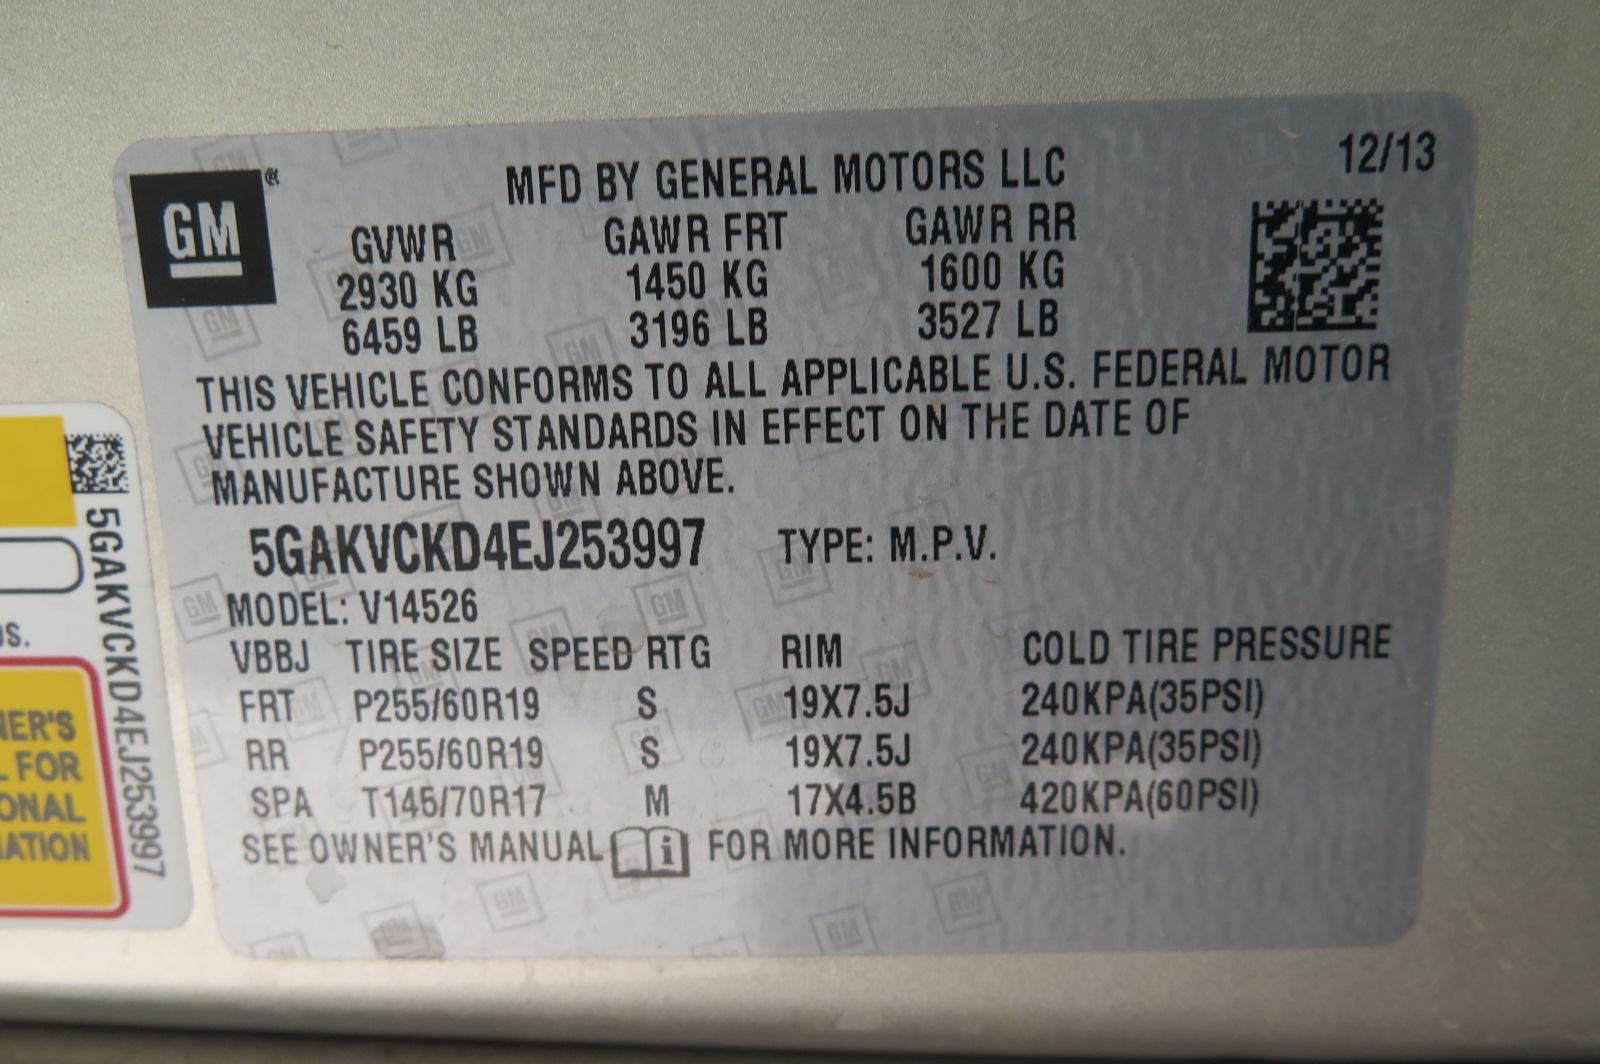 GM
MFD BY GENERAL MOTORS LLC 12/13
GVWR GAWR FRT GAWR RR
2930 KG 1450 KG 1600 KG
6459 LB 3196 LB 3527 LB
THIS VEHICLE CONFORMS TO ALL APPLICABLE U.S. FEDERAL MOTOR
VEHICLE SAFETY STANDARDS IN EFFECT ON THE DATE OF
MANUFACTURE SHOWN ABOVE.
5GAKVCKD4EJ253997 TYPE: M.P.V.
MODEL: V14526
VBBJ TIRE SIZE SPEED RTG RIM COLD TIRE PRESSURE
FRT P255/60R19 S 19X7.5J 240KPA(35PSI)
RR P255/60R19 S 19X7.5J 240KPA(35PSI)
SPA T145/70R17 M 17X4.5B 420KPA(60PSI)
SEE OWNER'S MANUAL i FOR MORE INFORMATION.
5GAKVCKD4EJ253997
NER'S
FOR
ONAL
MATION